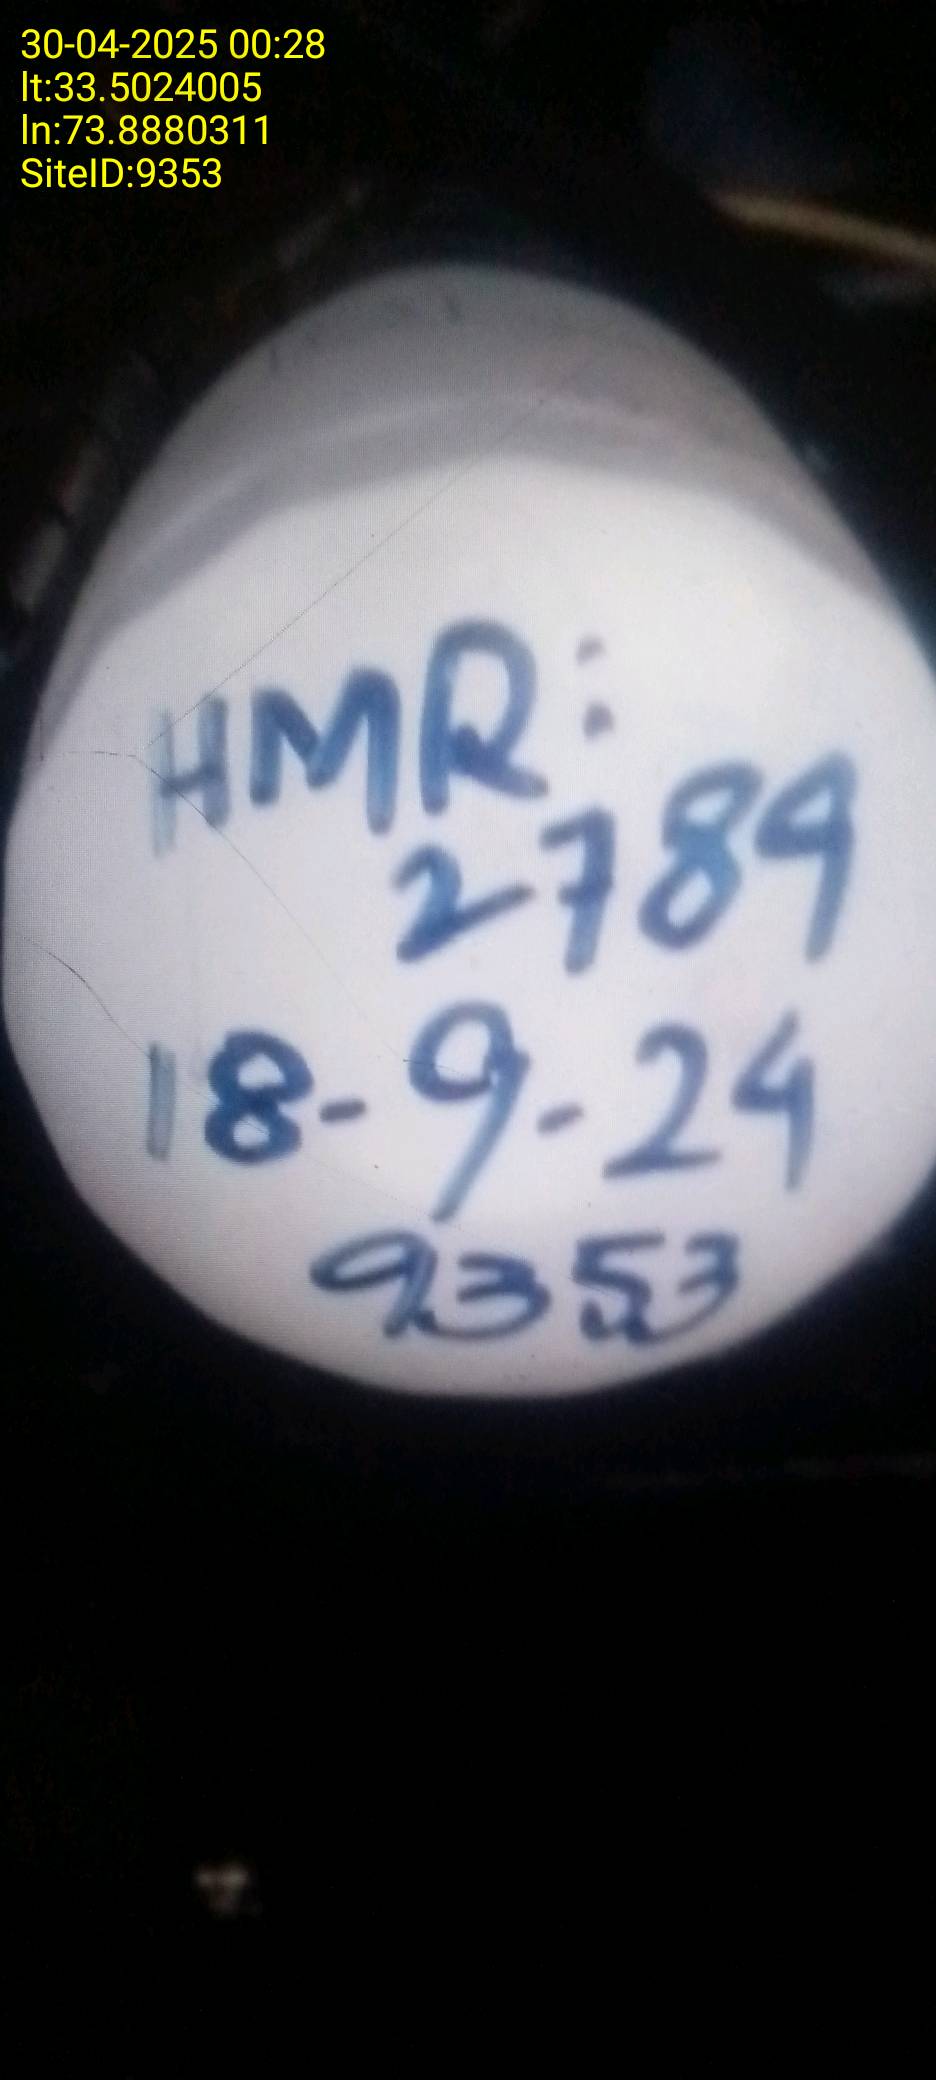 30-04-2025 00:28
lt:33.5024005
ln:73.8880311
SiteID:9353
HMR:
2789
18-9-24
9353